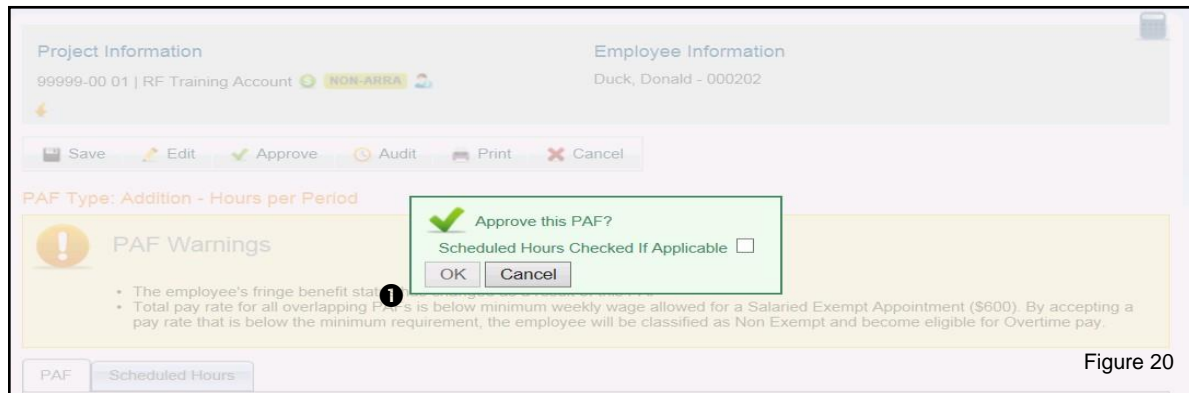 Project Information
Employee Information
99999-00 01 | RF Training Account $ NON-ARRA
Duck, Donald - 000202
Save Edit Approve Audit Print Cancel
PAF Type: Addition - Hours per Period
Approve this PAF?
Scheduled Hours Checked If Applicable
OK Cancel
! PAF Warnings
• The employee's fringe benefit
❶
• Total pay rate for all overlapping PAFs is below minimum weekly wage allowed for a Salaried Exempt Appointment ($600). By accepting a
pay rate that is below the minimum requirement, the employee will be classified as Non Exempt and become eligible for Overtime pay.
Figure 20
PAF Scheduled Hours